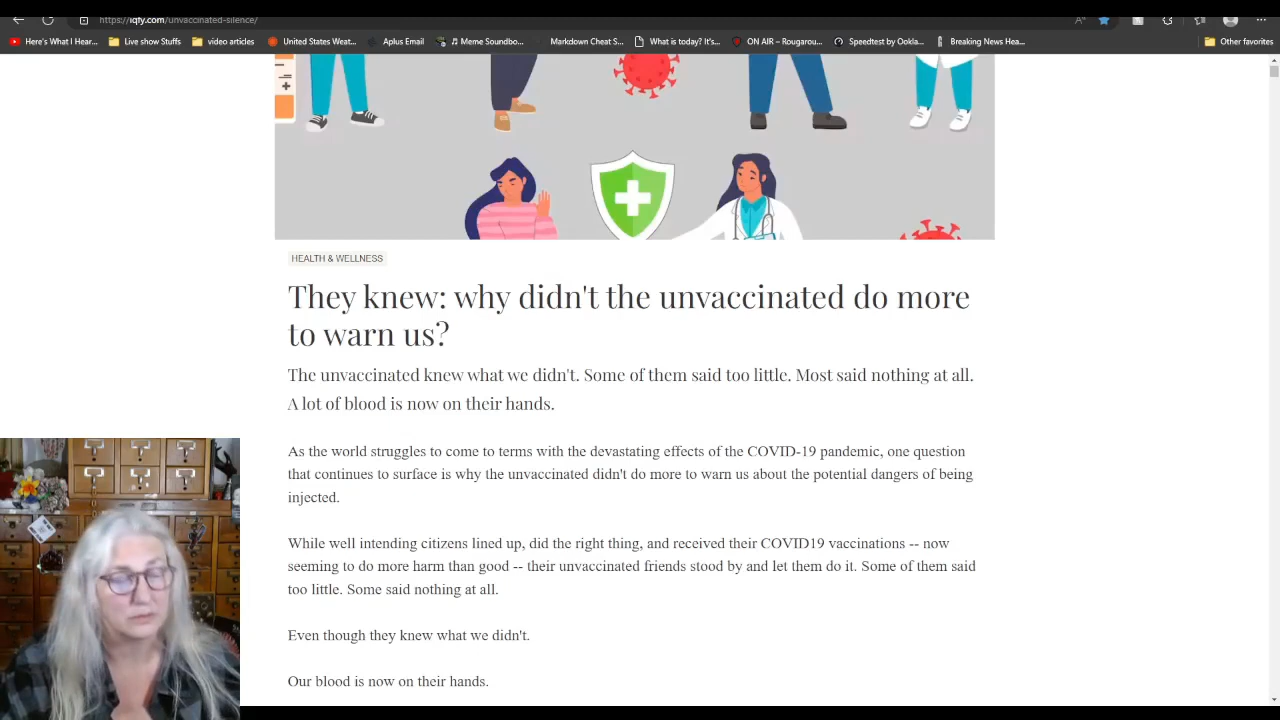 https://iqfy.com/unvaccinated-silence/
Here's What I Hear... Live show Stuffs video articles United States Weat... Aplus Email Meme Soundbo... Markdown Cheat S... What is today? It's... ON AIR – Rougarou... Speedtest by Ookla... Breaking News Hea... Other favorites
HEALTH & WELLNESS
They knew: why didn't the unvaccinated do more
to warn us?
The unvaccinated knew what we didn't. Some of them said too little. Most said nothing at all.
A lot of blood is now on their hands.
As the world struggles to come to terms with the devastating effects of the COVID-19 pandemic, one question
that continues to surface is why the unvaccinated didn't do more to warn us about the potential dangers of being
injected.
While well intending citizens lined up, did the right thing, and received their COVID19 vaccinations -- now
seeming to do more harm than good -- their unvaccinated friends stood by and let them do it. Some of them said
too little. Some said nothing at all.
Even though they knew what we didn't.
Our blood is now on their hands.